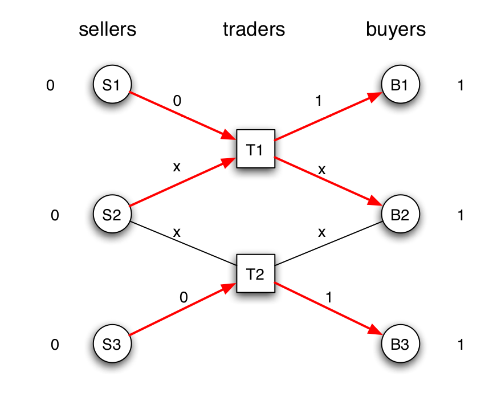 sellers traders buyers
0 S1 0 1 B1 1
T1
x x
0 S2 B2 1
x x
T2
0 1
0 S3 B3 1